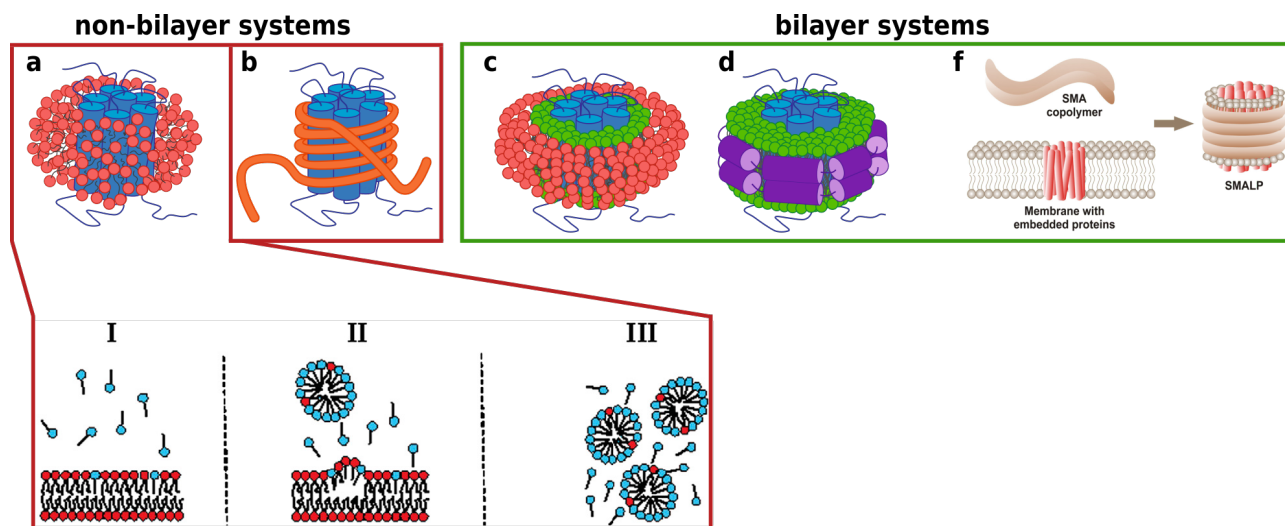 non-bilayer systems
bilayer systems
a
b
c
d
f
SMA
copolymer
Membrane with
embedded proteins
SMALP
I
II
III